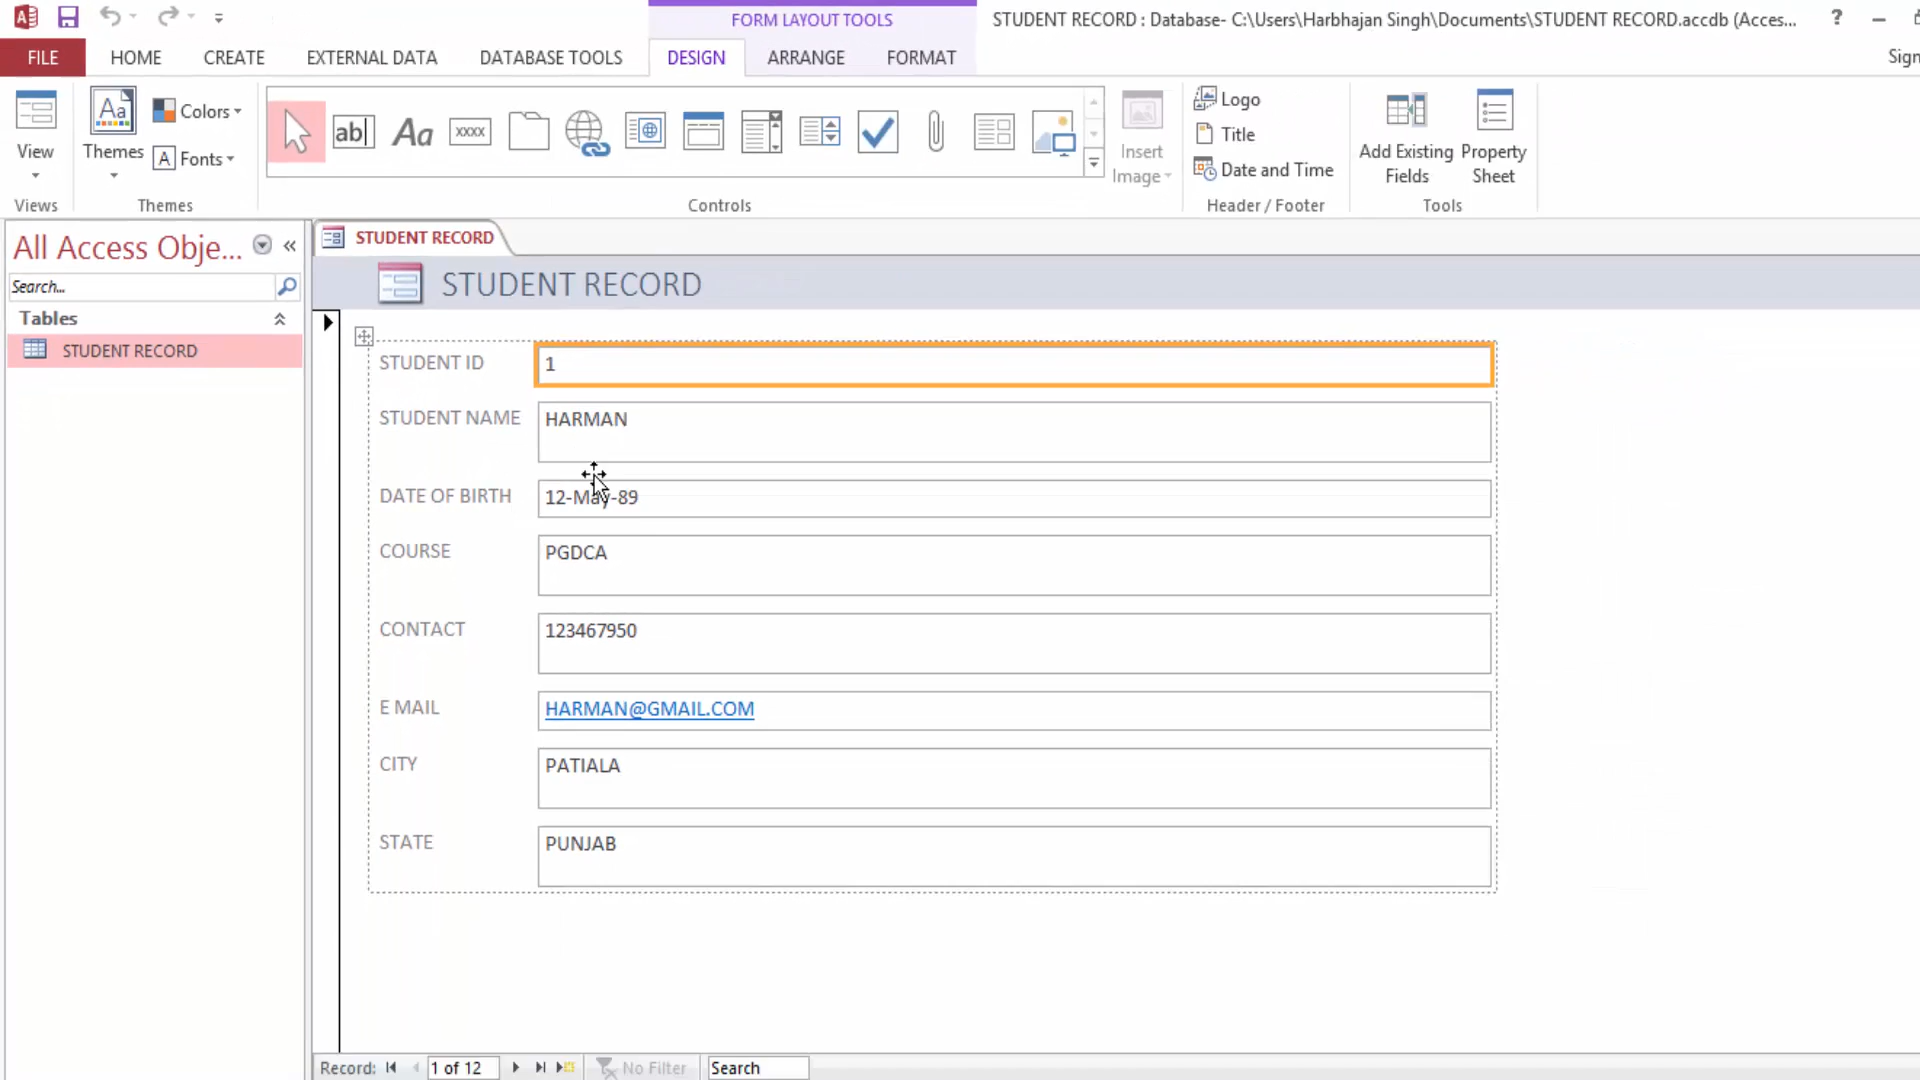 FORM LAYOUT TOOLS
STUDENT RECORD : Database- C:\Users\Harbhajan Singh\Documents\STUDENT RECORD.accdb (Acces... ?
FILE HOME CREATE EXTERNAL DATA DATABASE TOOLS DESIGN ARRANGE FORMAT Sign
View
Themes
Aa
Colors
A Fonts
ab
Aa
XXXX
Insert
Image
Logo
Title
Date and Time
Add Existing
Fields
Property
Sheet
Views Themes Controls Header / Footer Tools
All Access Obje... «
Search...
Tables
STUDENT RECORD
STUDENT RECORD
STUDENT RECORD
STUDENT ID 1
STUDENT NAME HARMAN
DATE OF BIRTH 12-May-89
COURSE PGDCA
CONTACT 123467950
E MAIL HARMAN@GMAIL.COM
CITY PATIALA
STATE PUNJAB
Record: 1 of 12 No Filter Search